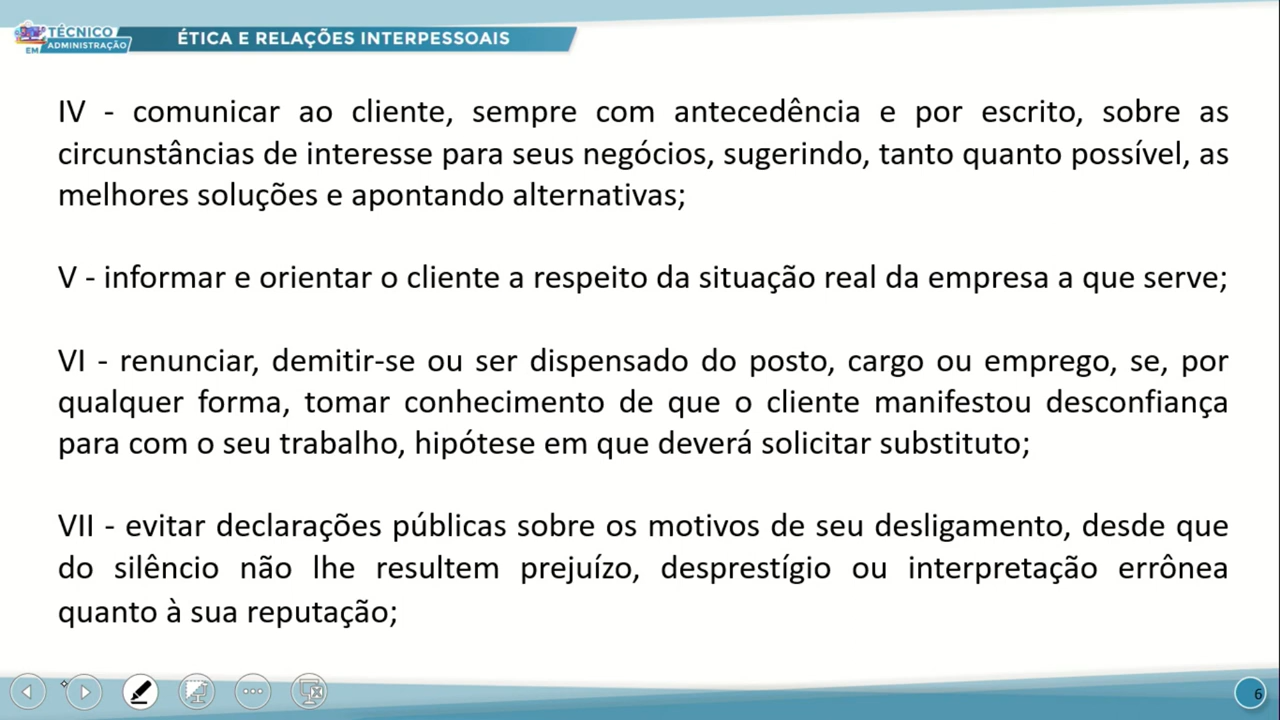 TÉCNICO
EM ADMINISTRAÇÃO
ÉTICA E RELAÇÕES INTERPESSOAIS
IV - comunicar ao cliente, sempre com antecedência e por escrito, sobre as
circunstâncias de interesse para seus negócios, sugerindo, tanto quanto possível, as
melhores soluções e apontando alternativas;
V - informar e orientar o cliente a respeito da situação real da empresa a que serve;
VI - renunciar, demitir-se ou ser dispensado do posto, cargo ou emprego, se, por
qualquer forma, tomar conhecimento de que o cliente manifestou desconfiança
para com o seu trabalho, hipótese em que deverá solicitar substituto;
VII - evitar declarações públicas sobre os motivos de seu desligamento, desde que
do silêncio não lhe resultem prejuízo, desprestígio ou interpretação errônea
quanto à sua reputação;
6